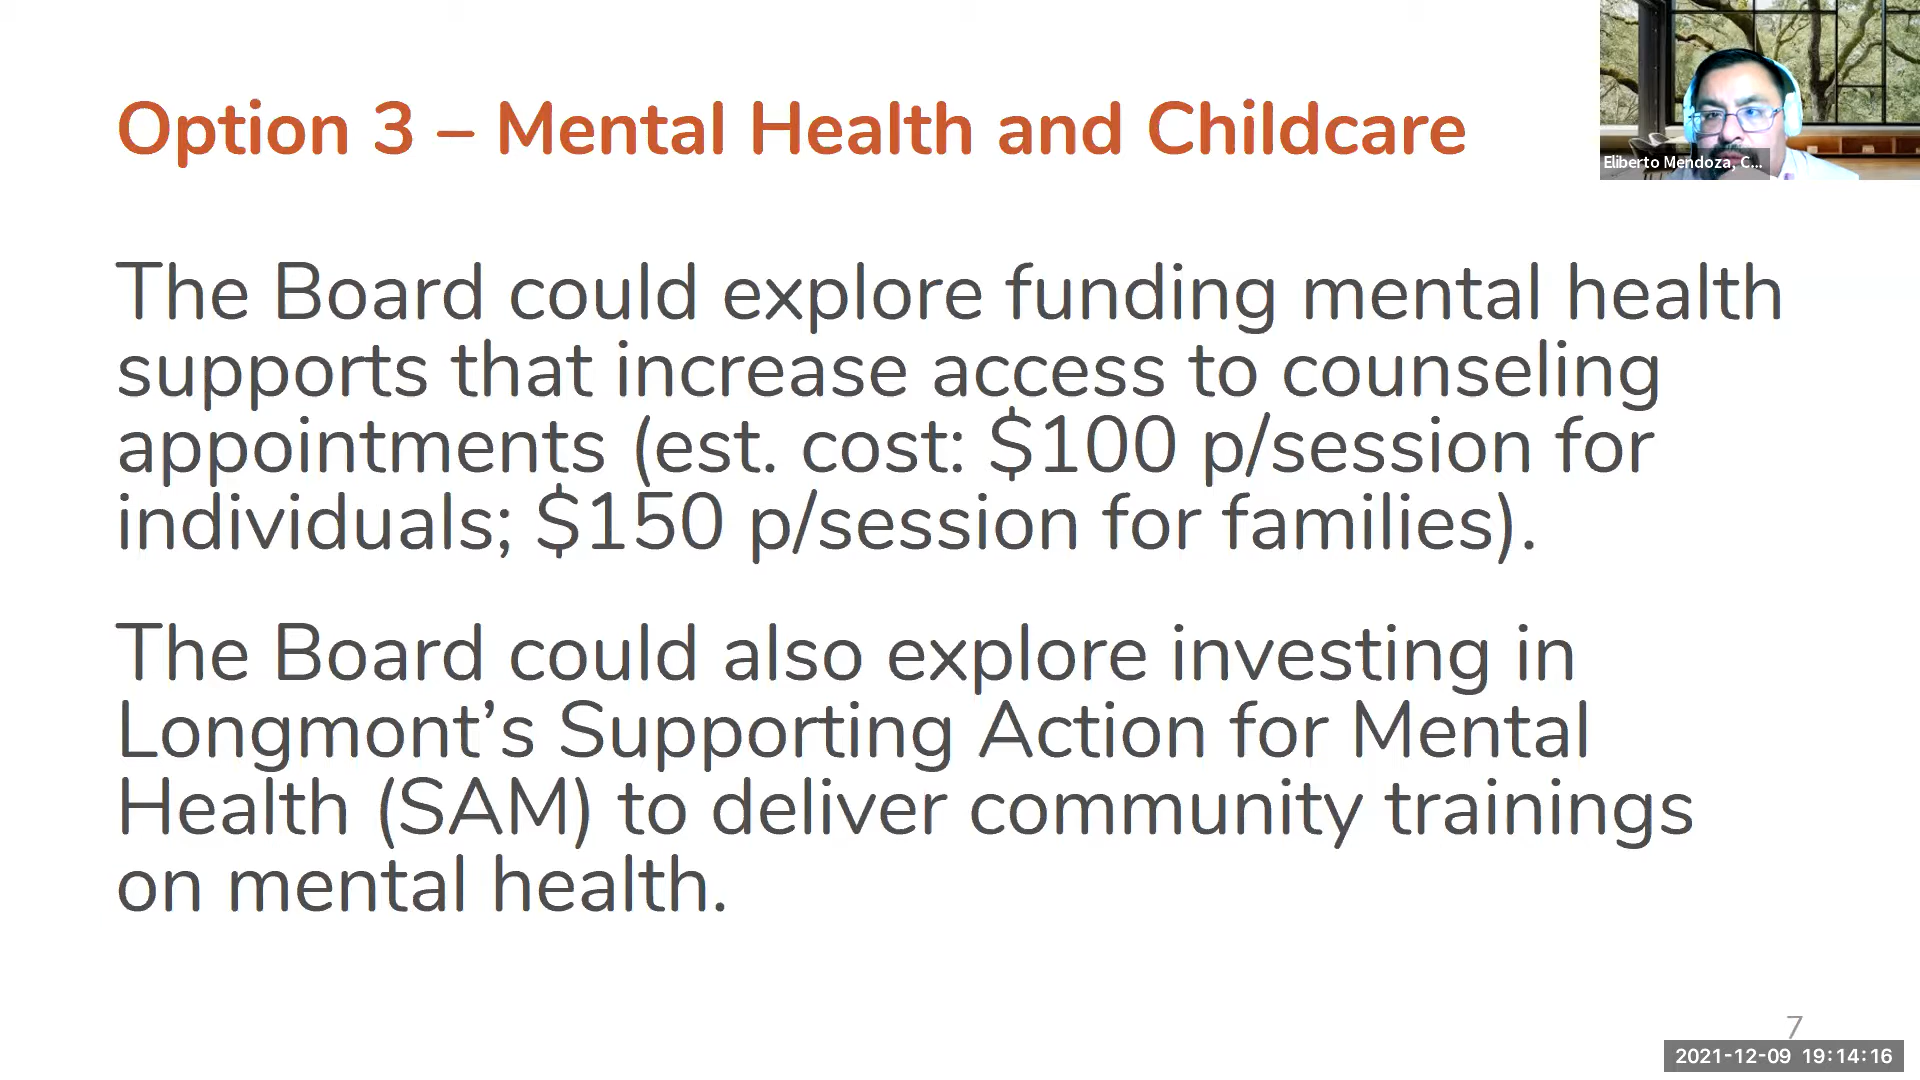 Option 3 – Mental Health and Childcare
Eliberto Mendoza, C...
The Board could explore funding mental health
supports that increase access to counseling
appointments (est. cost: $100 p/session for
individuals; $150 p/session for families).
The Board could also explore investing in
Longmont’s Supporting Action for Mental
Health (SAM) to deliver community trainings
on mental health.
7
2021-12-09 19:14:16